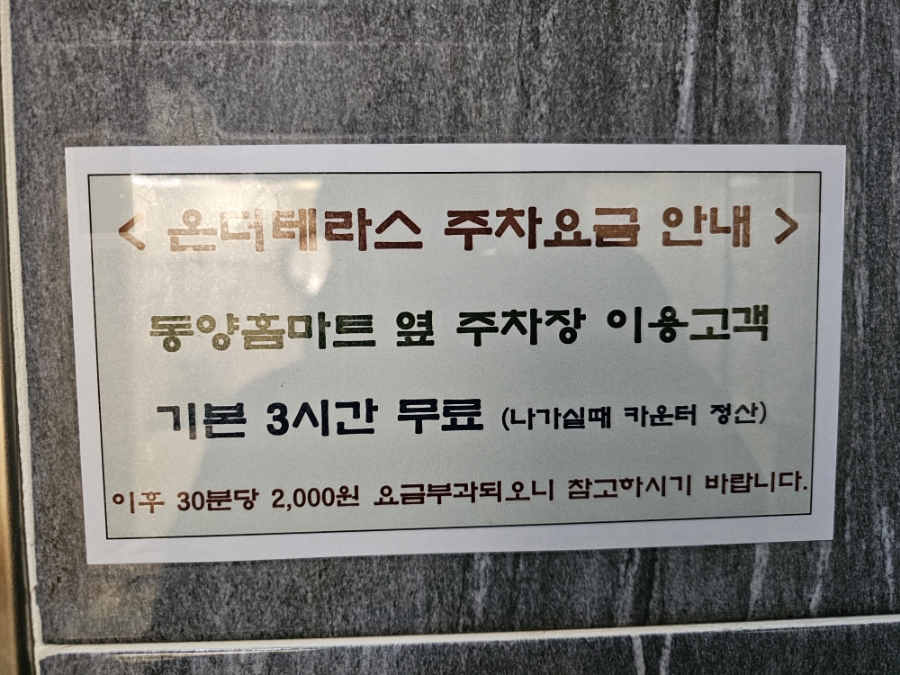 < 온더테라스 주차요금 안내 >
동양홈마트 옆 주차장 이용고객
기본 3시간 무료 (나가실때 카운터 정산)
이후 30분당 2,000원 요금부과되오니 참고하시기 바랍니다.